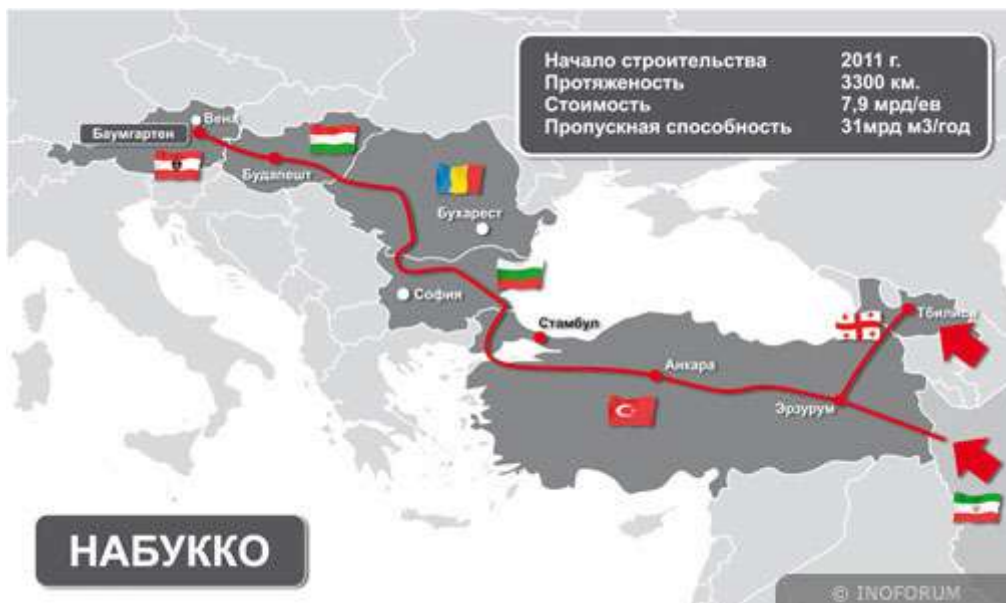 Начало строительства 2011 г.
Протяженость 3300 км.
Стоимость 7,9 мрд/ев
Пропускная способность 31мрд м3/год
Вена
Баумгартен
Будапешт
Бухарест
София
Стамбул
Тбилиси
Анкара
Эрзурум
НАБУККО
© INOFORUM